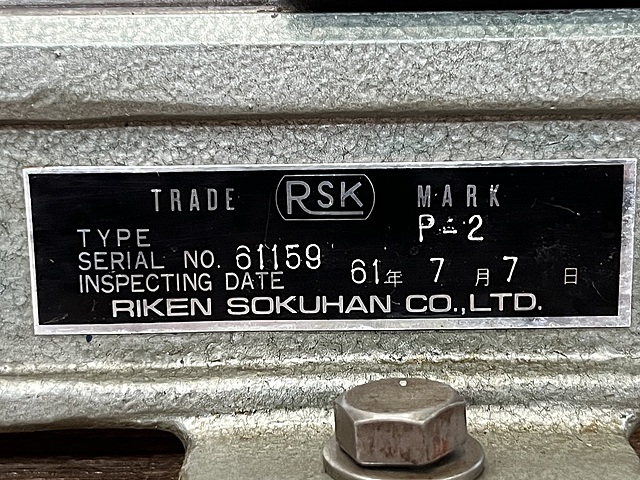 TRADE RSK MARK
TYPE P-2
SERIAL NO. 61159
INSPECTING DATE 61年 7月 7日
RIKEN SOKUHAN CO.,LTD.